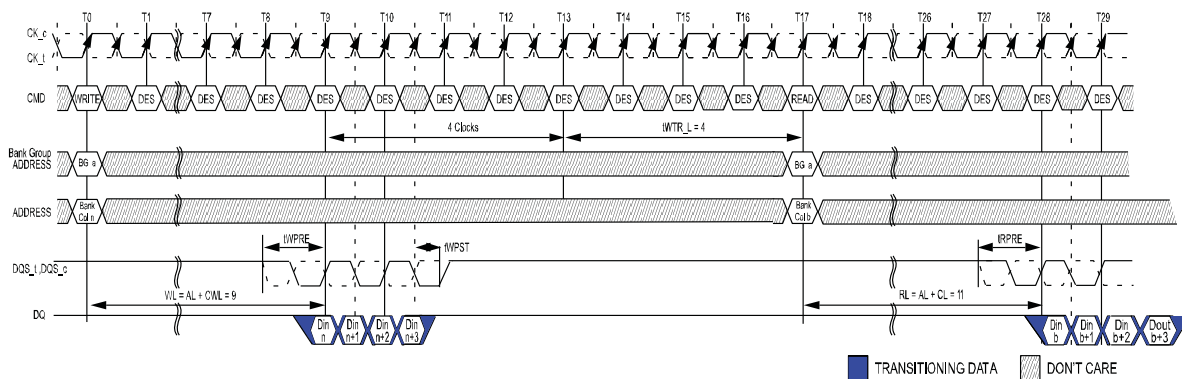 T0 T1 T7 T8 T9 T10 T11 T12 T13 T14 T15 T16 T17 T18 T26 T27 T28 T29
CK_c
CK_t
CMD WRITE DES DES DES DES DES DES DES DES DES DES DES READ DES DES DES DES DES
4 Clocks tWTR_L = 4
Bank Group
ADDRESS BG a BG a
ADDRESS Bank Col n Bank Col b
tWPRE tWPST tRPRE
DQS_t ,DQS_c
WL = AL + CWL = 9 RL = AL + CL = 11
DQ
Din n Din n+1 Din n+2 Din n+3 Din b Din b+1 Din b+2 Dout b+3
TRANSITIONING DATA DON'T CARE